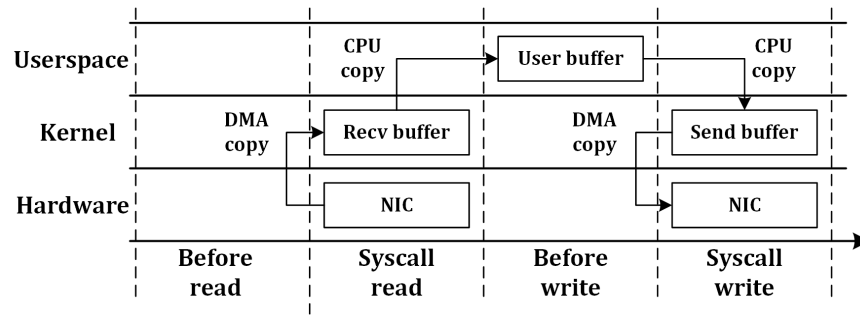 Userspace
CPU
copy
User buffer
CPU
copy
Kernel
DMA
copy
Recv buffer
DMA
copy
Send buffer
Hardware
NIC
NIC
Before
read
Syscall
read
Before
write
Syscall
write